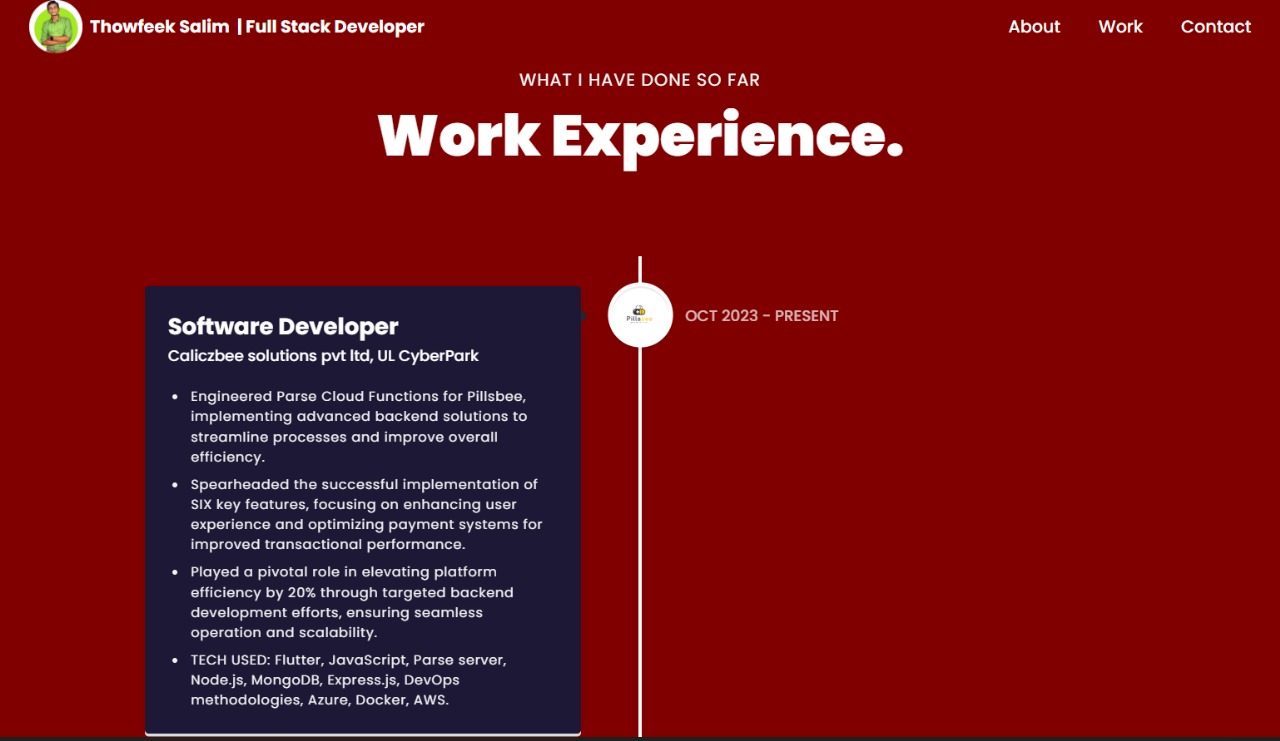 Thowfeek Salim | Full Stack Developer
About
Work
Contact
WHAT I HAVE DONE SO FAR
Work Experience.
Software Developer
Caliczbee solutions pvt ltd, UL CyberPark
• Engineered Parse Cloud Functions for Pillsbee,
implementing advanced backend solutions to
streamline processes and improve overall
efficiency.
• Spearheaded the successful implementation of
SIX key features, focusing on enhancing user
experience and optimizing payment systems for
improved transactional performance.
• Played a pivotal role in elevating platform
efficiency by 20% through targeted backend
development efforts, ensuring seamless
operation and scalability.
• TECH USED: Flutter, JavaScript, Parse server,
Node.js, MongoDB, Express.js, DevOps
methodologies, Azure, Docker, AWS.
Pillsbee
OCT 2023 - PRESENT